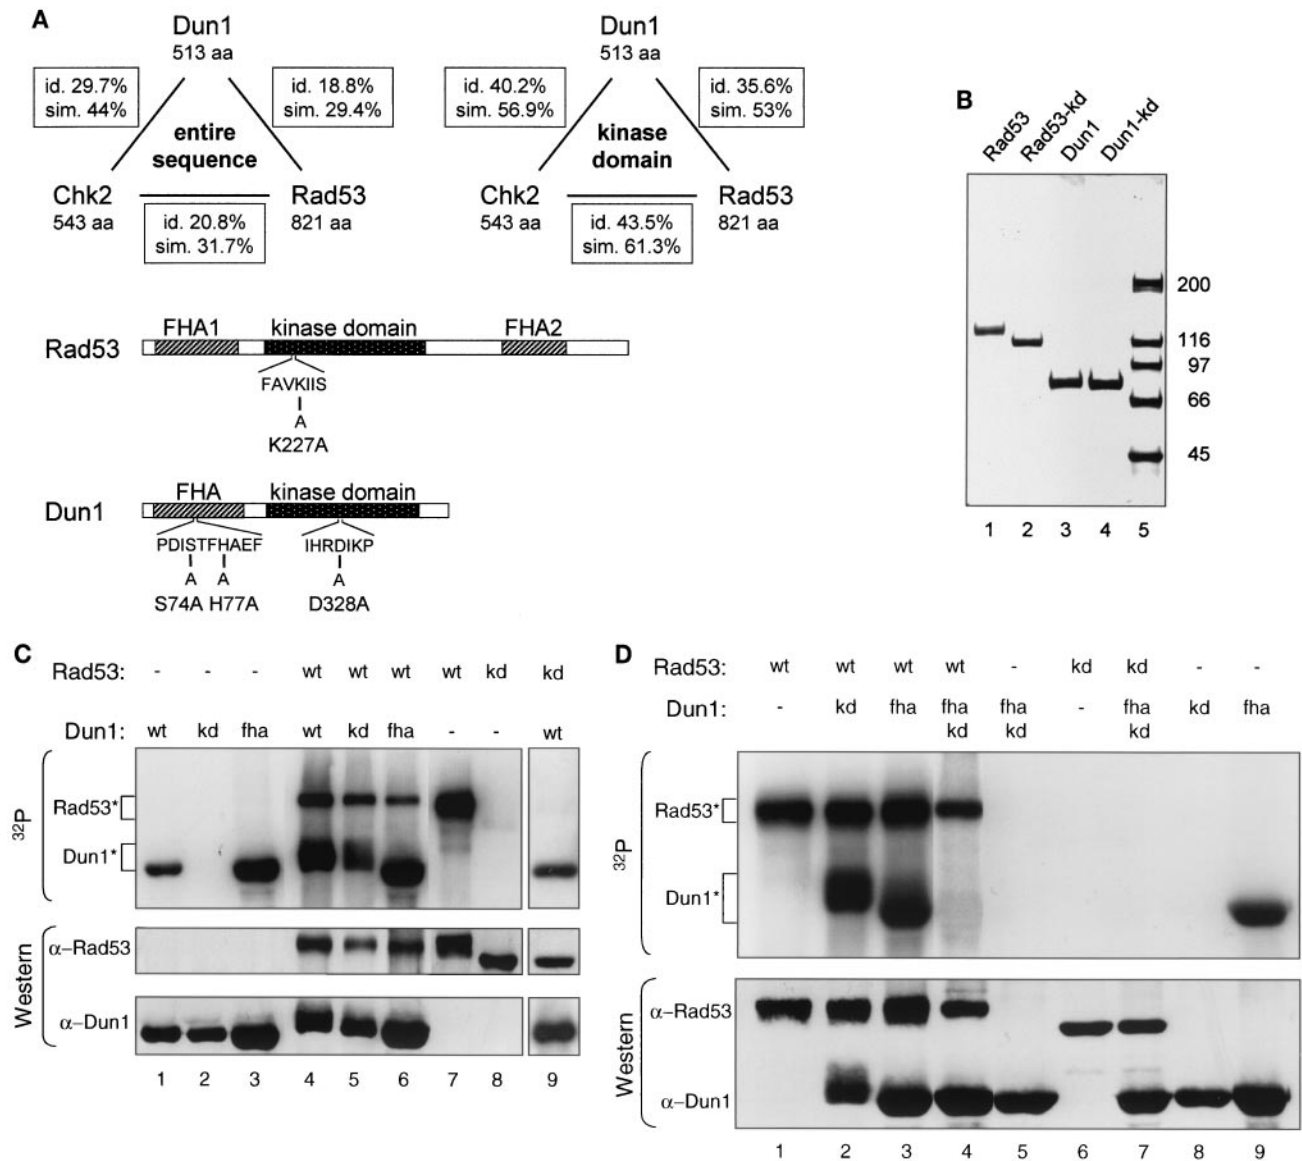 A
Dun1
513 aa
id. 29.7%
sim. 44%
id. 18.8%
sim. 29.4%
entire
sequence
Chk2
543 aa
Rad53
821 aa
id. 20.8%
sim. 31.7%
Dun1
513 aa
id. 40.2%
sim. 56.9%
id. 35.6%
sim. 53%
kinase
domain
Chk2
543 aa
Rad53
821 aa
id. 43.5%
sim. 61.3%
FHA1 kinase domain FHA2
Rad53
FAVKIIS
A
K227A
FHA kinase domain
Dun1
PDISTFHAEF IHRDIKP
A A A
S74A H77A D328A
B
Rad53 Rad53-kd Dun1 Dun1-kd
200
116
97
66
45
1 2 3 4 5
C
Rad53: - - - wt wt wt wt kd kd
Dun1: wt kd fha wt kd fha - - wt
32P
Rad53*
Dun1*
Western
α–Rad53
α–Dun1
1 2 3 4 5 6 7 8 9
D
Rad53: wt wt wt wt - kd kd - -
Dun1: - kd fha fha fha - fha kd fha
kd kd kd
32P
Rad53*
Dun1*
Western
α–Rad53
α–Dun1
1 2 3 4 5 6 7 8 9